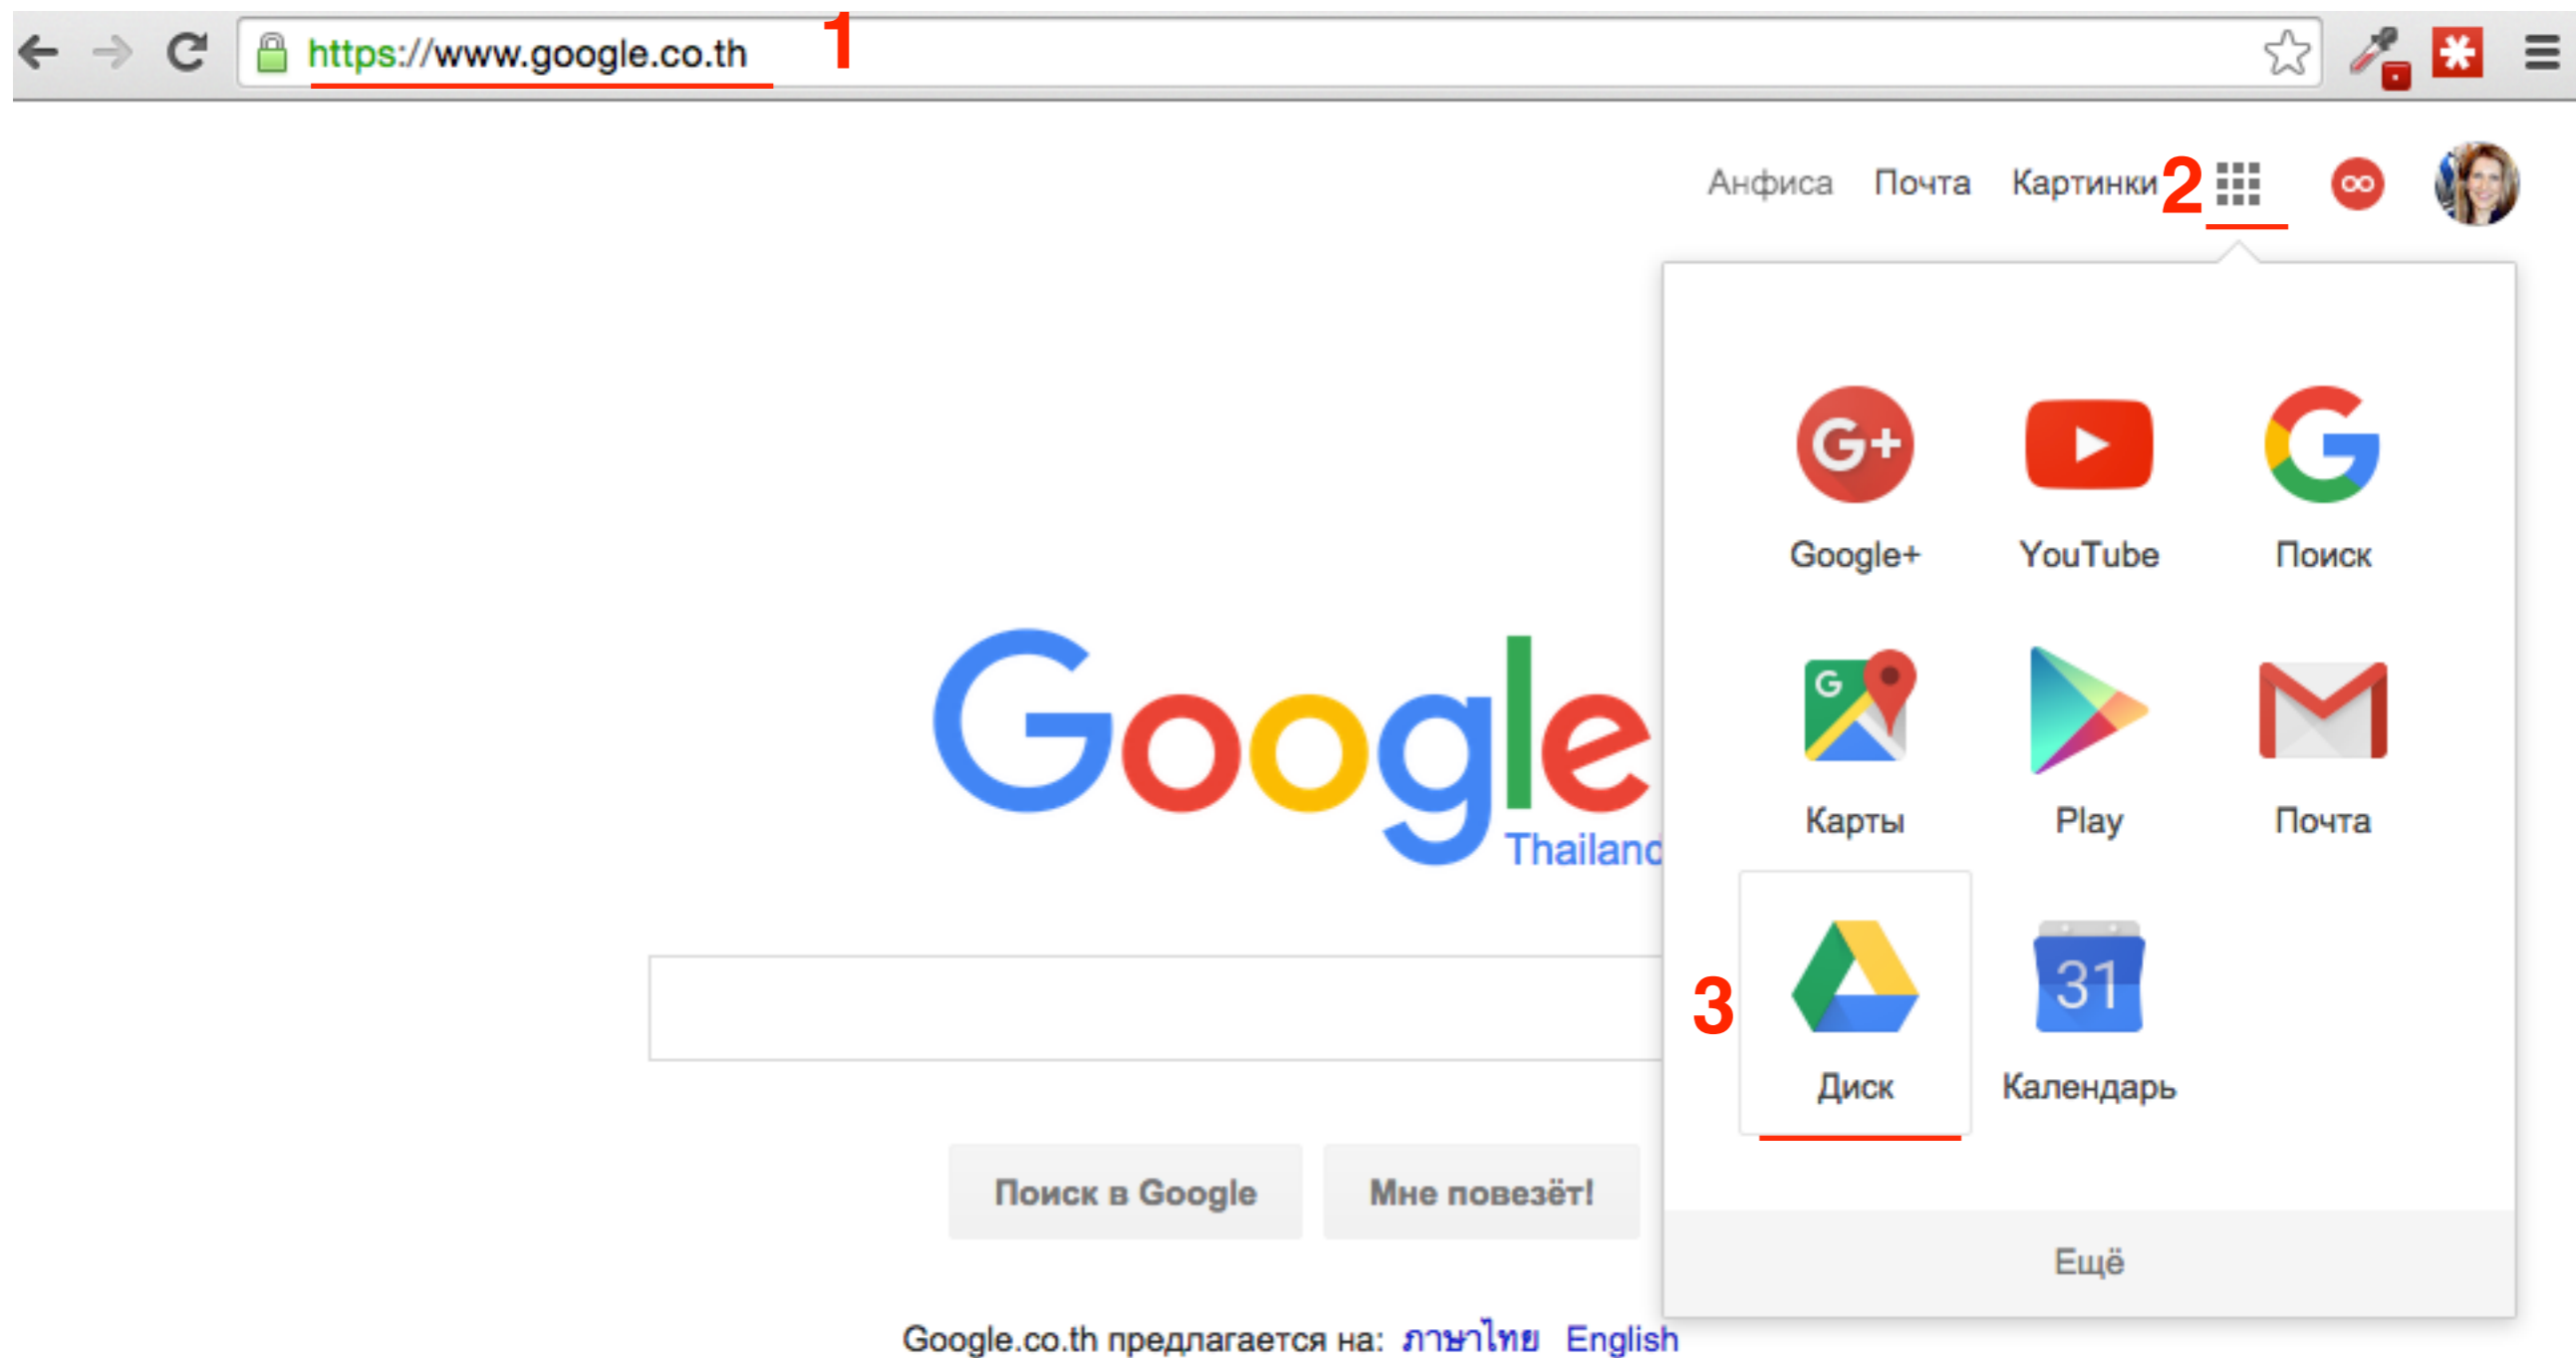 https://www.google.co.th 1
Анфиса Почта Картинки 2
G+
Google+ YouTube Поиск
Google
Thailand
G
Карты Play Почта
31
3
Диск Календарь
Поиск в Google Мне повезёт!
Ещё
Google.co.th предлагается на: ภาษาไทย English